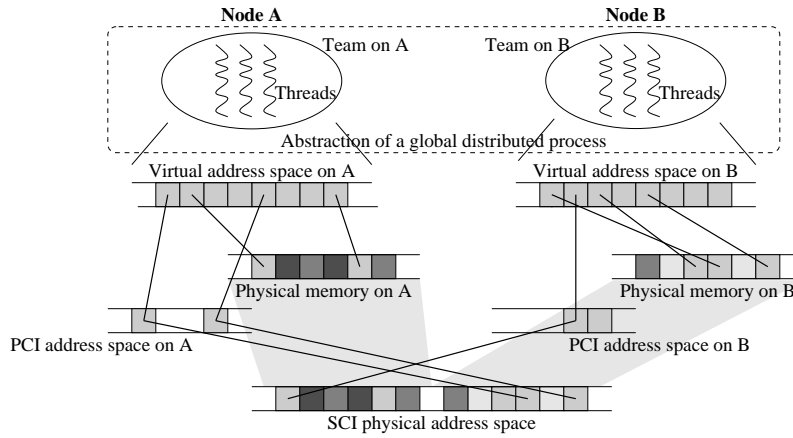 Node A
Node B
Team on A
Team on B
Threads
Threads
Abstraction of a global distributed process
Virtual address space on A
Virtual address space on B
Physical memory on A
Physical memory on B
PCI address space on A
PCI address space on B
SCI physical address space